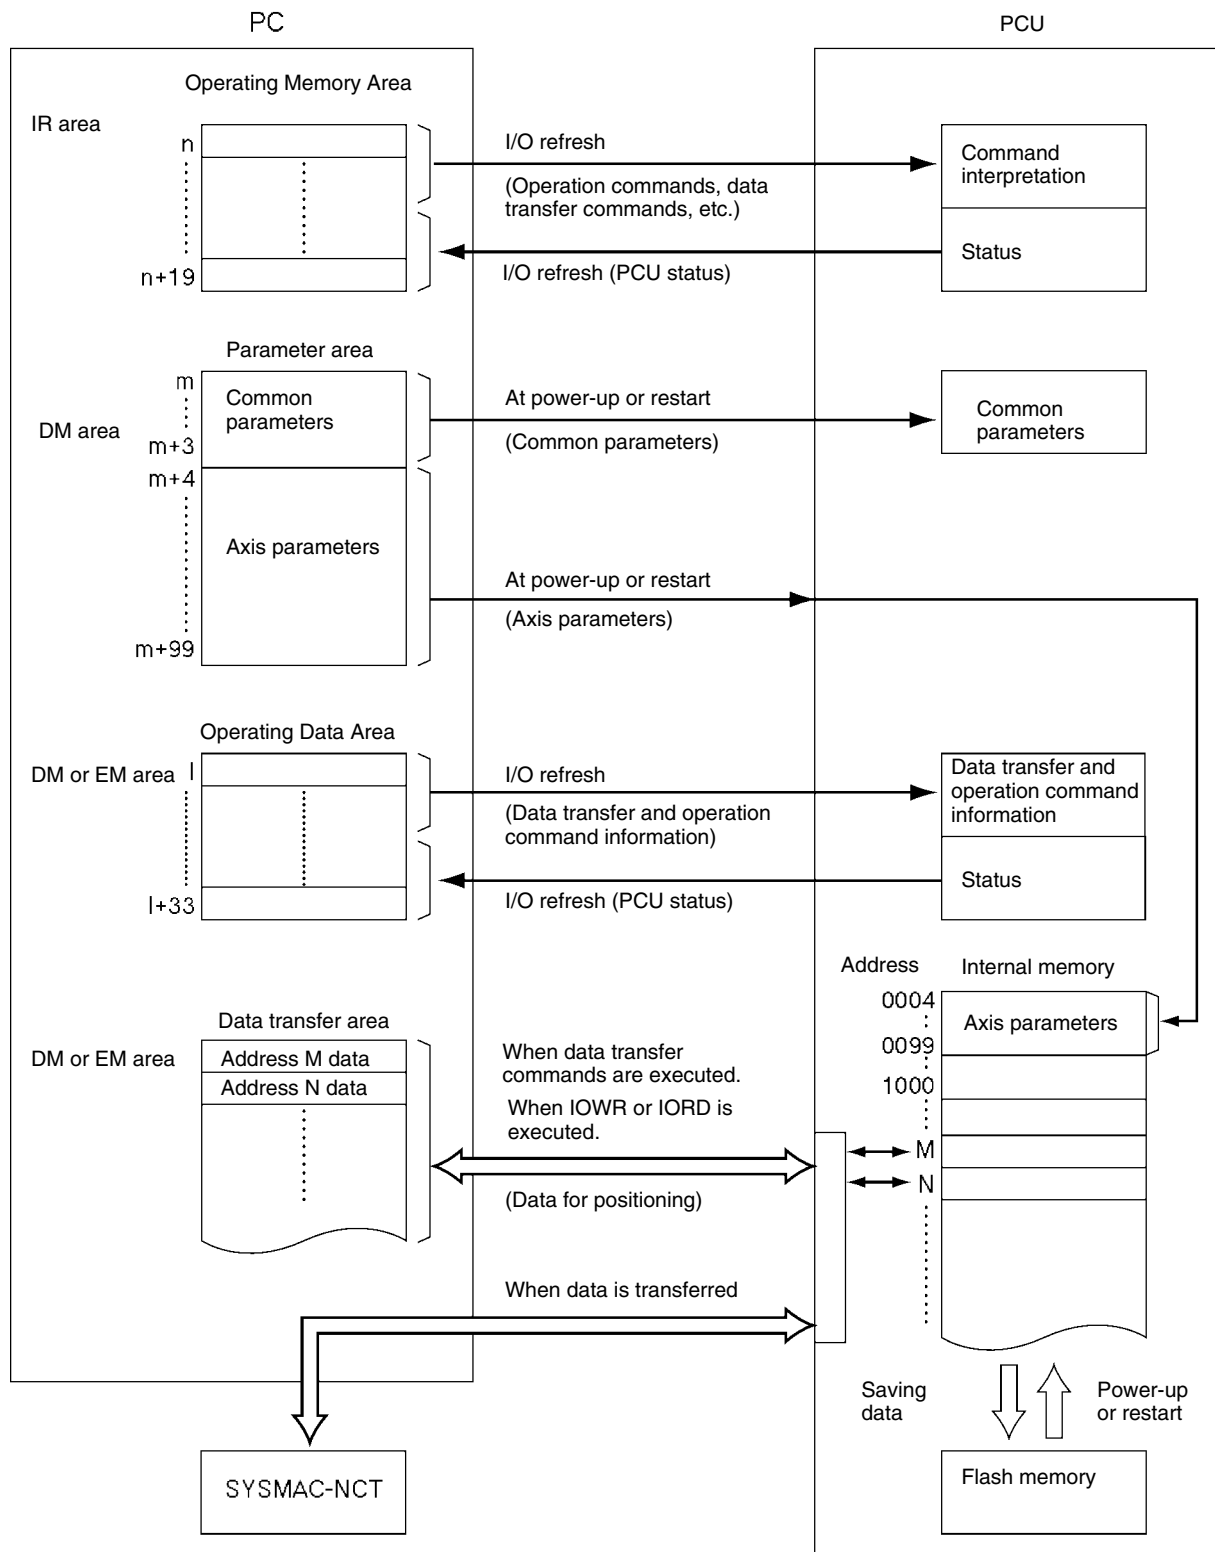 PC
PCU
Operating Memory Area
IR area
n
n+19
I/O refresh
(Operation commands, data
transfer commands, etc.)
I/O refresh (PCU status)
Command
interpretation
Status
Parameter area
DM area
m
m+3
m+4
m+99
Common
parameters
Axis parameters
At power-up or restart
(Common parameters)
Common
parameters
At power-up or restart
(Axis parameters)
Operating Data Area
DM or EM area
l
l+33
I/O refresh
(Data transfer and operation
command information)
I/O refresh (PCU status)
Data transfer and
operation command
information
Status
Address
Internal memory
0004
0099
1000
M
N
Axis parameters
Data transfer area
DM or EM area
Address M data
Address N data
When data transfer
commands are executed.
When IOWR or IORD is
executed.
(Data for positioning)
When data is transferred
Saving
data
Power-up
or restart
SYSMAC-NCT
Flash memory